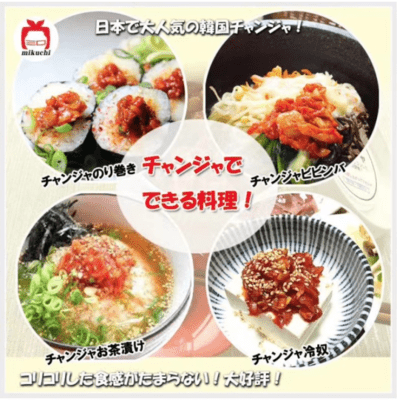 日本で大人気の韓国チャンジャ!
mikuchi
チャンジャのり巻き
チャンジャビビンバ
チャンジャで
できる料理!
チャンジャお茶漬け
チャンジャ冷奴
コリコリした食感がたまらない!大好評!